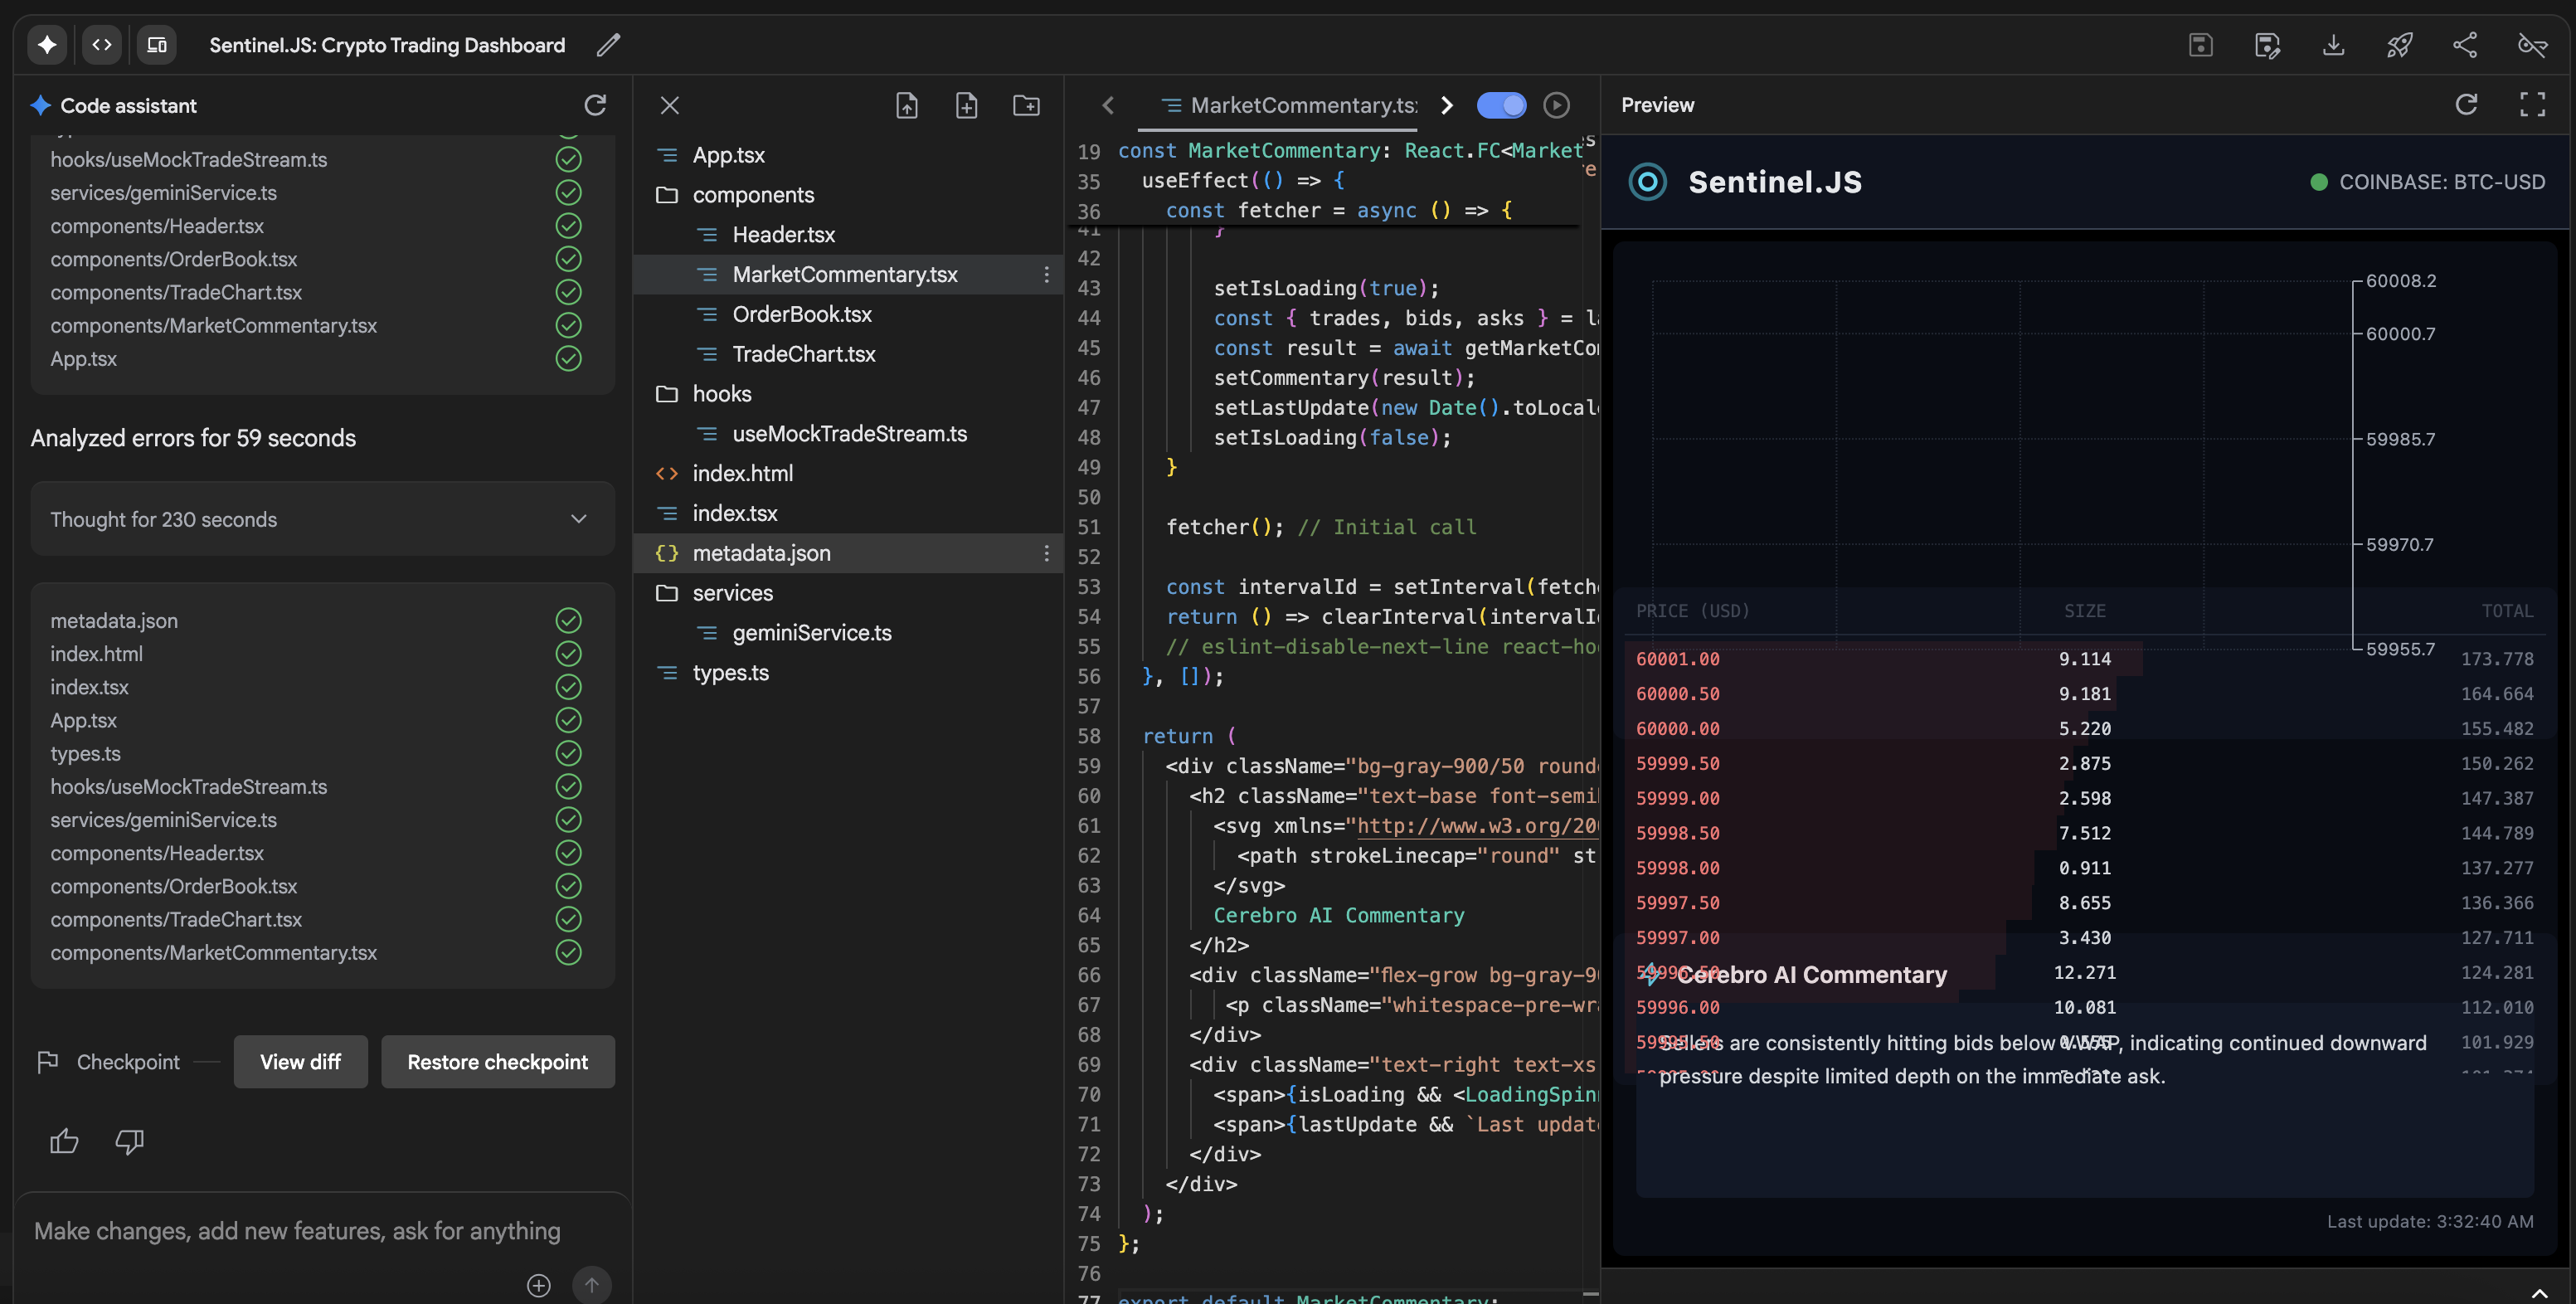 Sentinel.JS: Crypto Trading Dashboard
Code assistant
hooks/useMockTradeStream.ts
services/geminiService.ts
components/Header.tsx
components/OrderBook.tsx
components/TradeChart.tsx
components/MarketCommentary.tsx
App.tsx
Analyzed errors for 59 seconds
Thought for 230 seconds
metadata.json
index.html
index.tsx
App.tsx
types.ts
hooks/useMockTradeStream.ts
services/geminiService.ts
components/Header.tsx
components/OrderBook.tsx
components/TradeChart.tsx
components/MarketCommentary.tsx
Checkpoint
View diff
Restore checkpoint
Make changes, add new features, ask for anything
App.tsx
components
Header.tsx
MarketCommentary.tsx
OrderBook.tsx
TradeChart.tsx
hooks
useMockTradeStream.ts
index.html
index.tsx
{} metadata.json
services
geminiService.ts
types.ts
MarketCommentary.ts
19 const MarketCommentary: React.FC<Market
35 useEffect(() => {
36 const fetcher = async () => {
41 }
42
43 setIsLoading(true);
44 const { trades, bids, asks } = l
45 const result = await getMarketCo
46 setCommentary(result);
47 setLastUpdate(new Date().toLocal
48 setIsLoading(false);
49 }
50
51 fetcher(); // Initial call
52
53 const intervalId = setInterval(fetch
54 return () => clearInterval(intervalI
55 // eslint-disable-next-line react-ho
56 }, []);
57
58 return (
59 <div className="bg-gray-900/50 round
60 <h2 className="text-base font-semi
61 <svg xmlns="http://www.w3.org/20
62 <path strokeLinecap="round" st
63 </svg>
64 Cerebro AI Commentary
65 </h2>
66 <div className="flex-grow bg-gray-9
67 <p className="whitespace-pre-wr
68 </div>
69 <div className="text-right text-xs
70 <span>{isLoading && <LoadingSpin
71 <span>{lastUpdate && `Last updat
72 </div>
73 </div>
74 );
75 };
76
77 export default MarketCommentary;
Preview
Sentinel.JS
COINBASE: BTC-USD
60008.2
60000.7
59985.7
59970.7
59955.7
PRICE (USD) SIZE TOTAL
60001.00 9.114 173.778
60000.50 9.181 164.664
60000.00 5.220 155.482
59999.50 2.875 150.262
59999.00 2.598 147.387
59998.50 7.512 144.789
59998.00 0.911 137.277
59997.50 8.655 136.366
59997.00 3.430 127.711
59996.50 12.271 124.281
Cerebro AI Commentary
59996.00 10.081 112.010
59995.50 101.929
Sellers are consistently hitting bids below VWAP, indicating continued downward
pressure despite limited depth on the immediate ask.
Last update: 3:32:40 AM